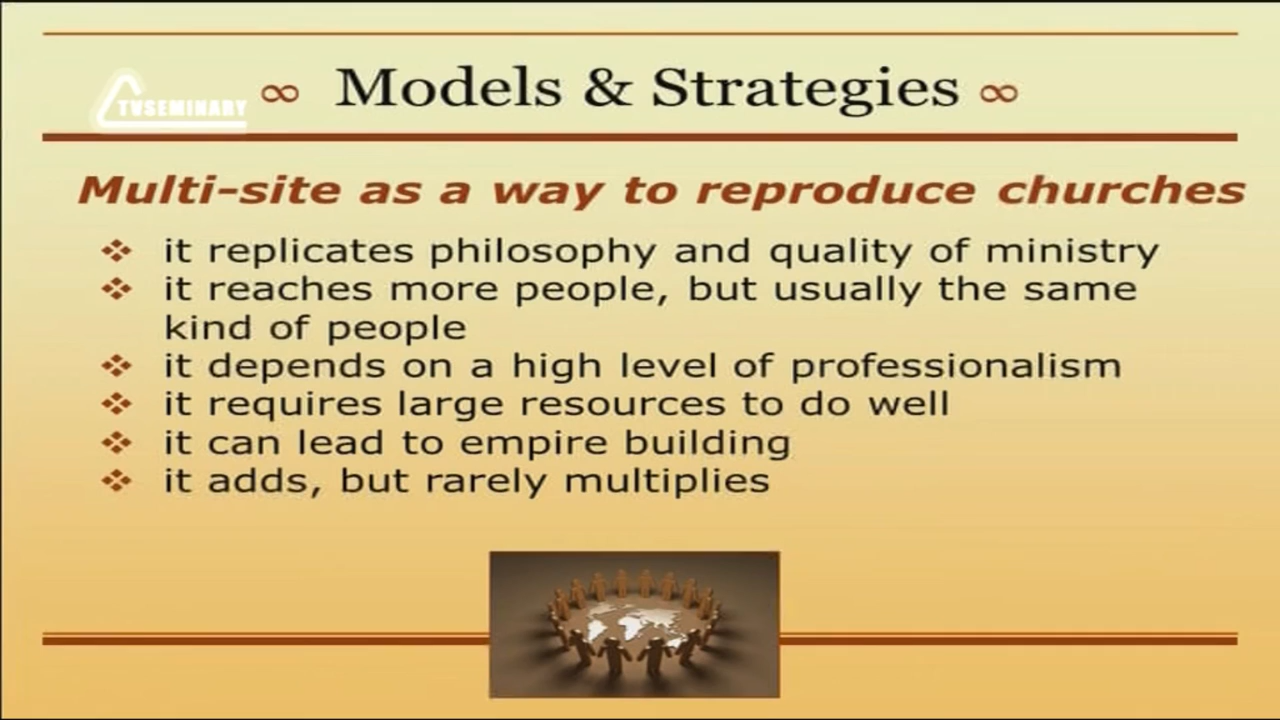 TVSEMINARY
∞ Models & Strategies ∞
Multi-site as a way to reproduce churches
❖ it replicates philosophy and quality of ministry
❖ it reaches more people, but usually the same
kind of people
❖ it depends on a high level of professionalism
❖ it requires large resources to do well
❖ it can lead to empire building
❖ it adds, but rarely multiplies